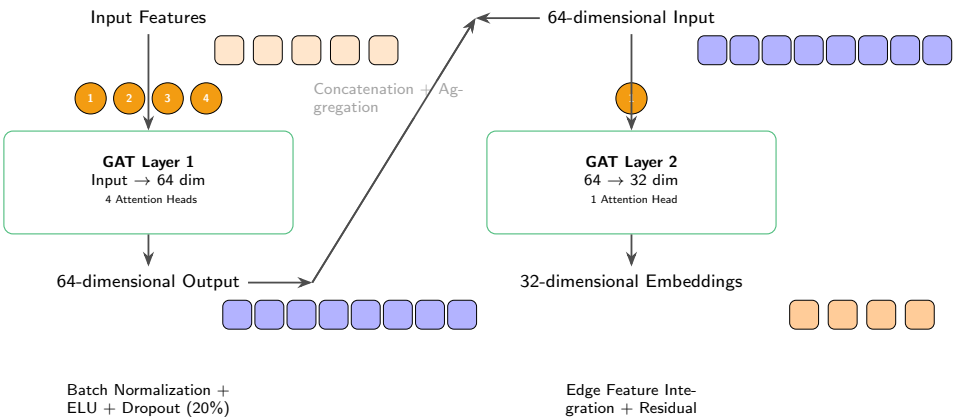 Input Features
1 2 3 4
GAT Layer 1
Input → 64 dim
4 Attention Heads
64-dimensional Output
Batch Normalization +
ELU + Dropout (20%)
Concatenation + Ag-
gregation
64-dimensional Input
GAT Layer 2
64 → 32 dim
1 Attention Head
32-dimensional Embeddings
Edge Feature Inte-
gration + Residual